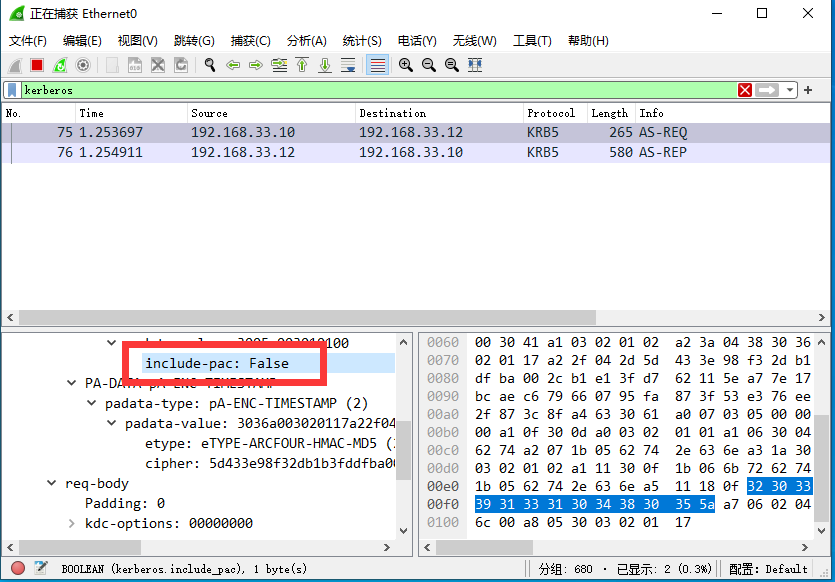 正在捕获 Ethernet0
文件(F) 编辑(E) 视图(V) 跳转(G) 捕获(C) 分析(A) 统计(S) 电话(Y) 无线(W) 工具(T) 帮助(H)
kerberos
No. Time Source Destination Protocol Length Info
75 1.253697 192.168.33.10 192.168.33.12 KRB5 265 AS-REQ
76 1.254911 192.168.33.12 192.168.33.10 KRB5 580 AS-REP
include-pac: False
PA-DATA pA-ENC-TIMESTAMP
padata-type: pA-ENC-TIMESTAMP (2)
padata-value: 3036a003020117a22f04
etype: eTYPE-ARCFOUR-HMAC-MD5 (
cipher: 5d433e98f32db1b3fddfba00
req-body
Padding: 0
kdc-options: 00000000
0060 00 30 41 a1 03 02 01 02 a2 3a 04 38 30 36
0070 02 01 17 a2 2f 04 2d 5d 43 3e 98 f3 2d b1
0080 df ba 00 2c b1 e1 3f d7 62 11 5e a7 7e 17
0090 bc ae c6 79 66 07 95 fa 87 3f 53 e3 76 ee
00a0 2f 87 3c 8f a4 63 30 61 a0 07 03 05 00 00
00b0 00 a1 0f 30 0d a0 03 02 01 01 a1 06 30 04
00c0 62 74 a2 07 1b 05 62 74 2e 63 6e a3 1a 30
00d0 03 02 01 02 a1 11 30 0f 1b 06 6b 72 62 74
00e0 1b 05 62 74 2e 63 6e a5 11 18 0f 32 30 33
00f0 39 31 33 31 30 34 38 30 35 5a a7 06 02 04
0100 6c 00 a8 05 30 03 02 01 17
BOOLEAN (kerberos.include_pac), 1 byte(s)
分组: 680 · 已显示: 2 (0.3%)
配置: Default